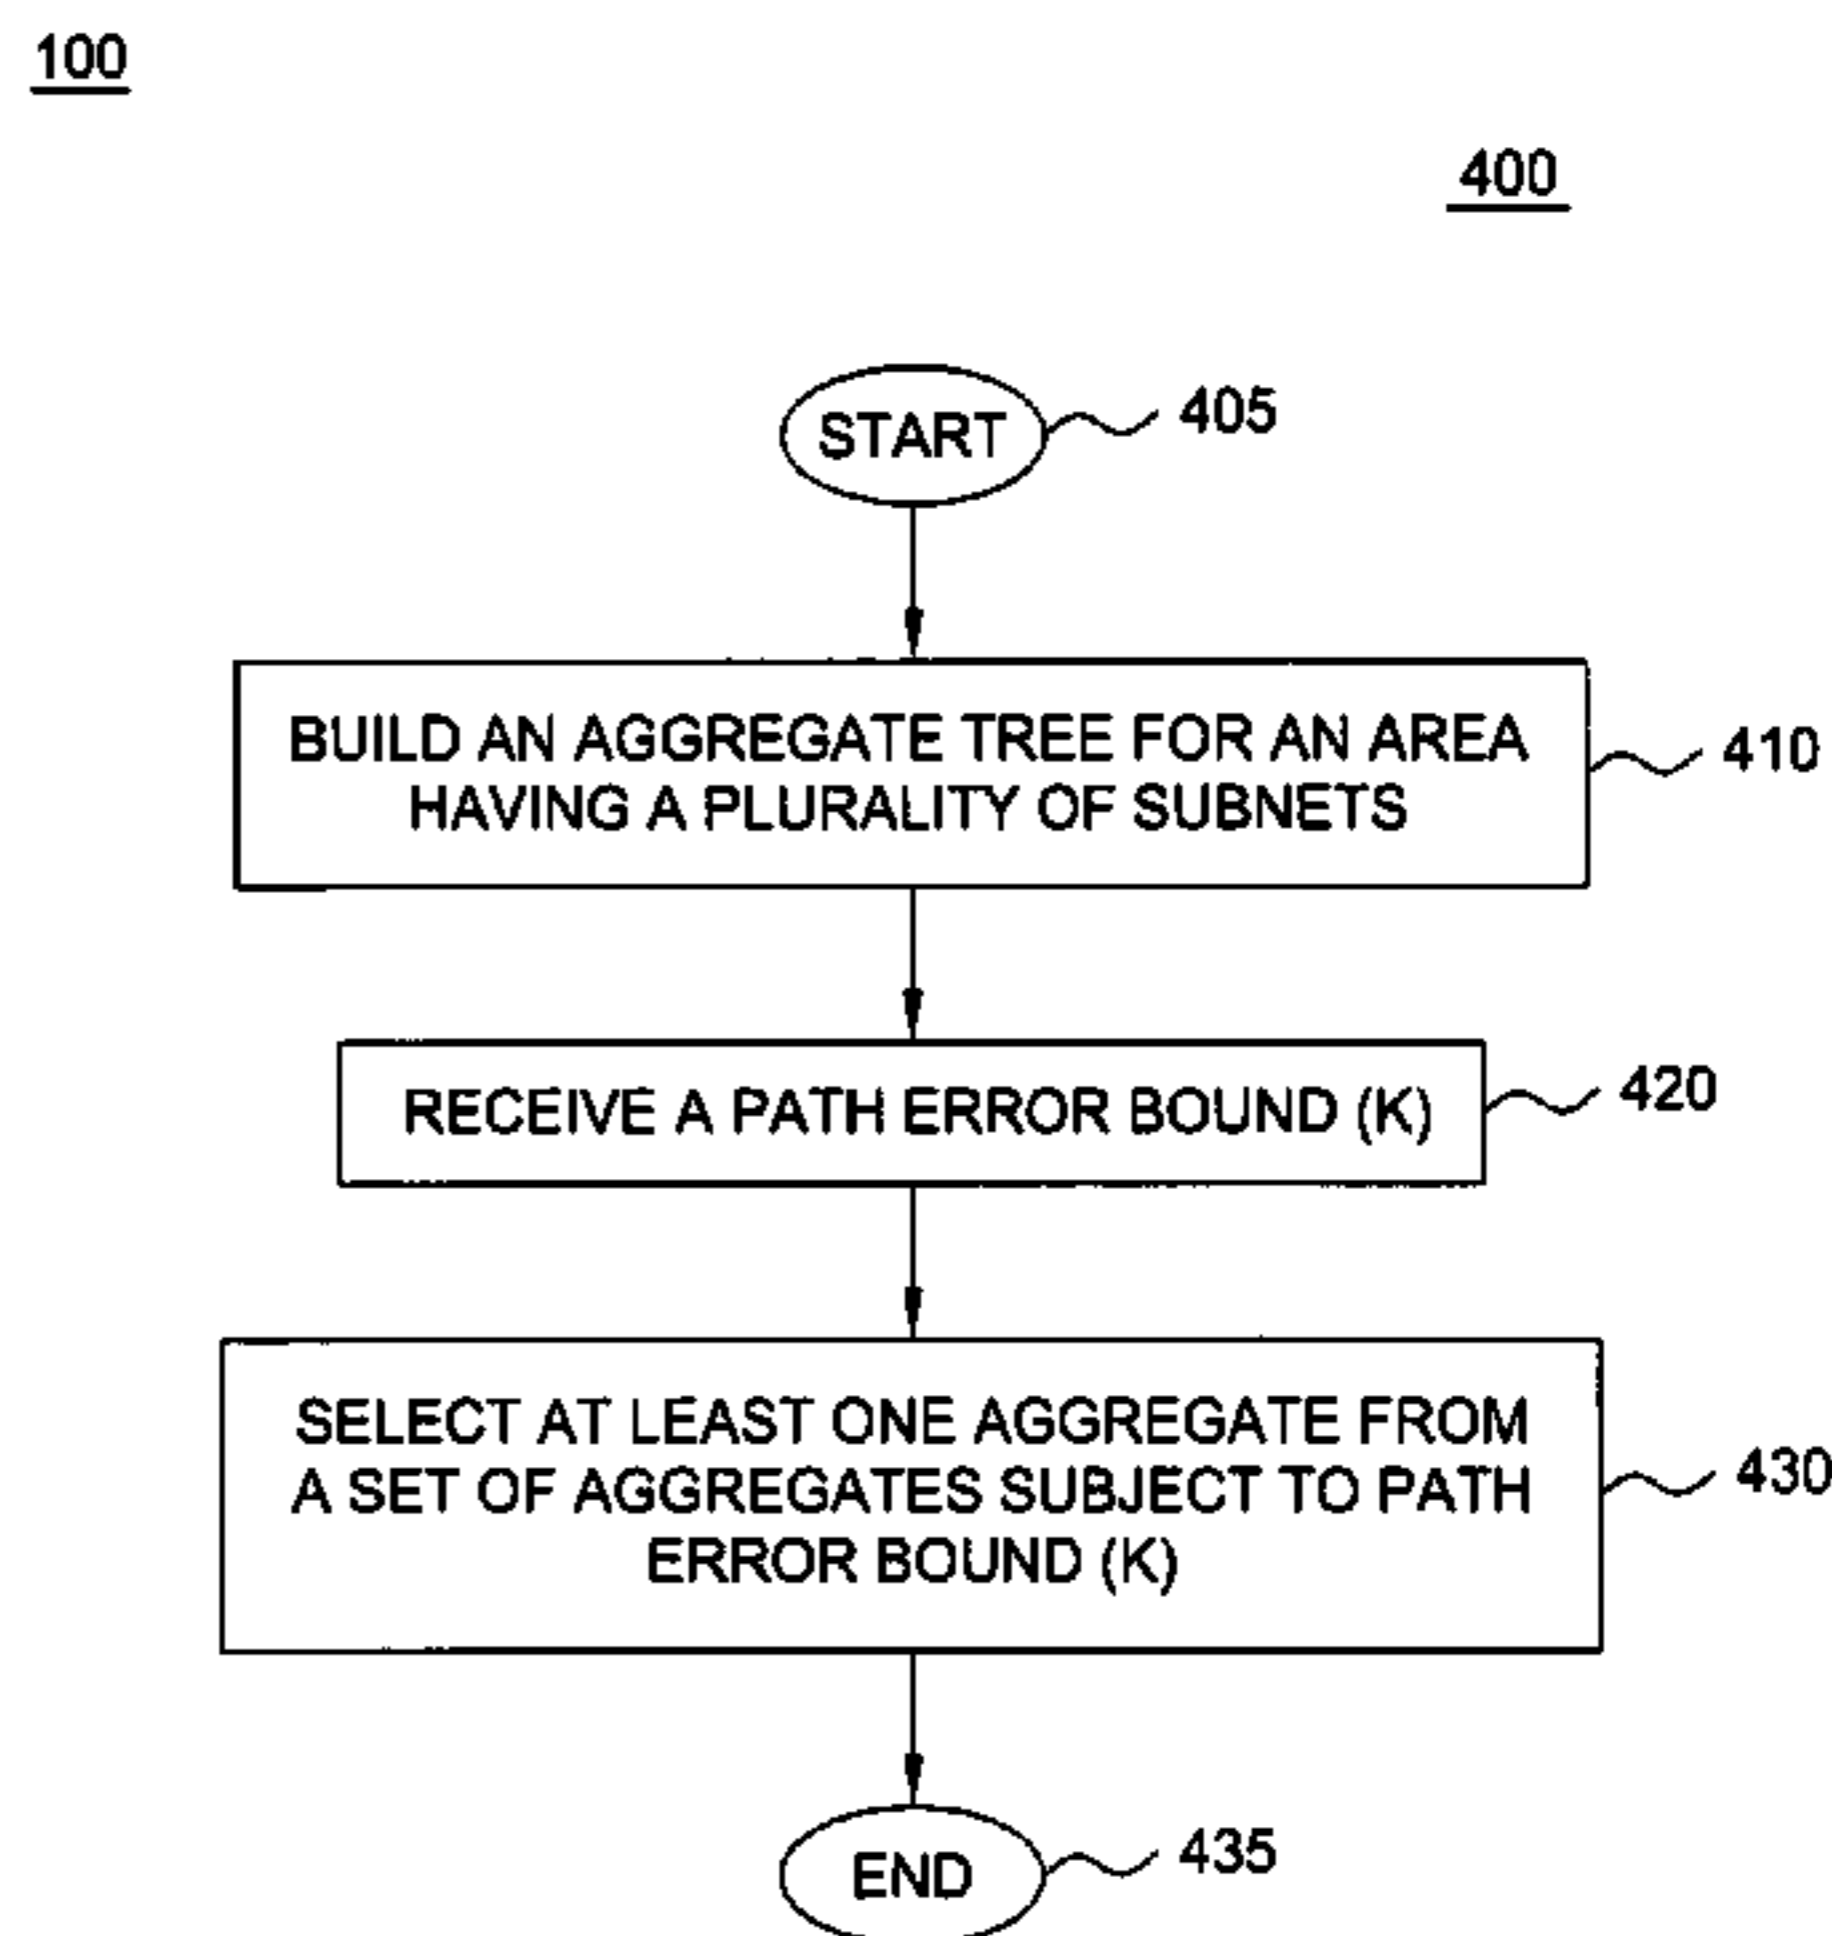 100
400
START
405
BUILD AN AGGREGATE TREE FOR AN AREA
HAVING A PLURALITY OF SUBNETS
410
RECEIVE A PATH ERROR BOUND (K)
420
SELECT AT LEAST ONE AGGREGATE FROM
A SET OF AGGREGATES SUBJECT TO PATH
ERROR BOUND (K)
430
END
435